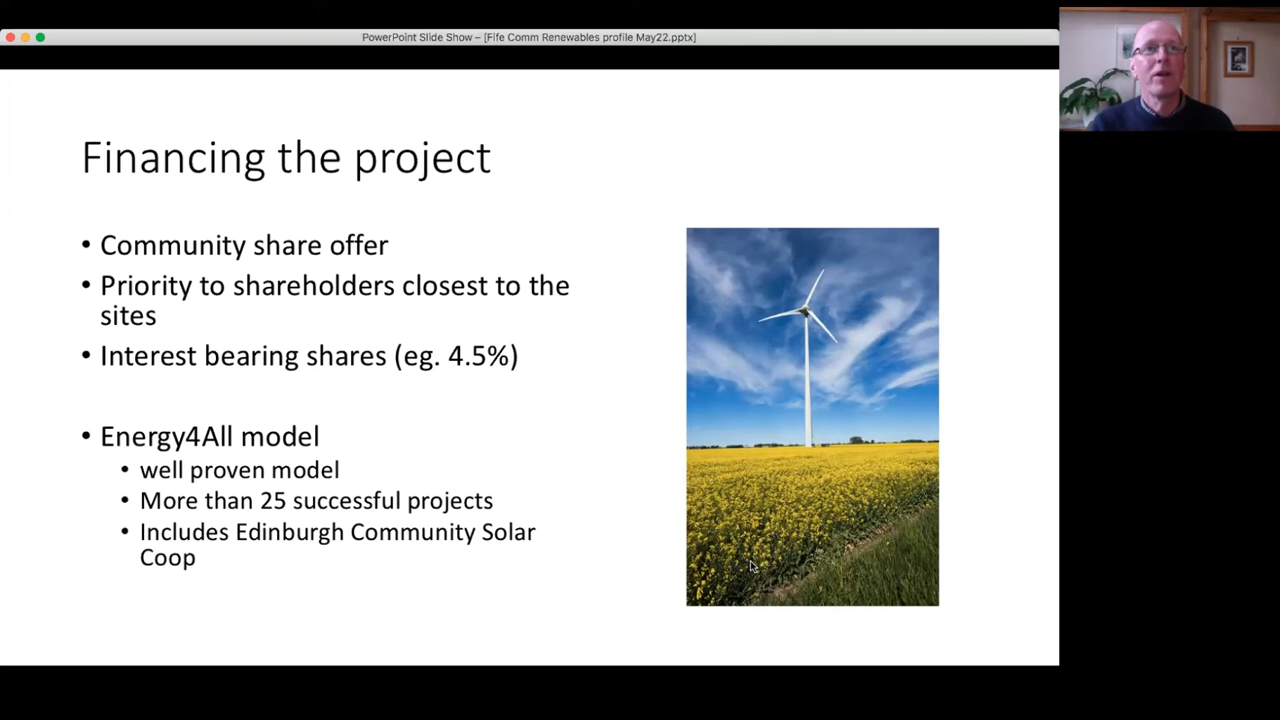 PowerPoint Slide Show – [Fife Comm Renewables profile May22.pptx]
Financing the project
• Community share offer
• Priority to shareholders closest to the
sites
• Interest bearing shares (eg. 4.5%)
• Energy4All model
• well proven model
• More than 25 successful projects
• Includes Edinburgh Community Solar
Coop